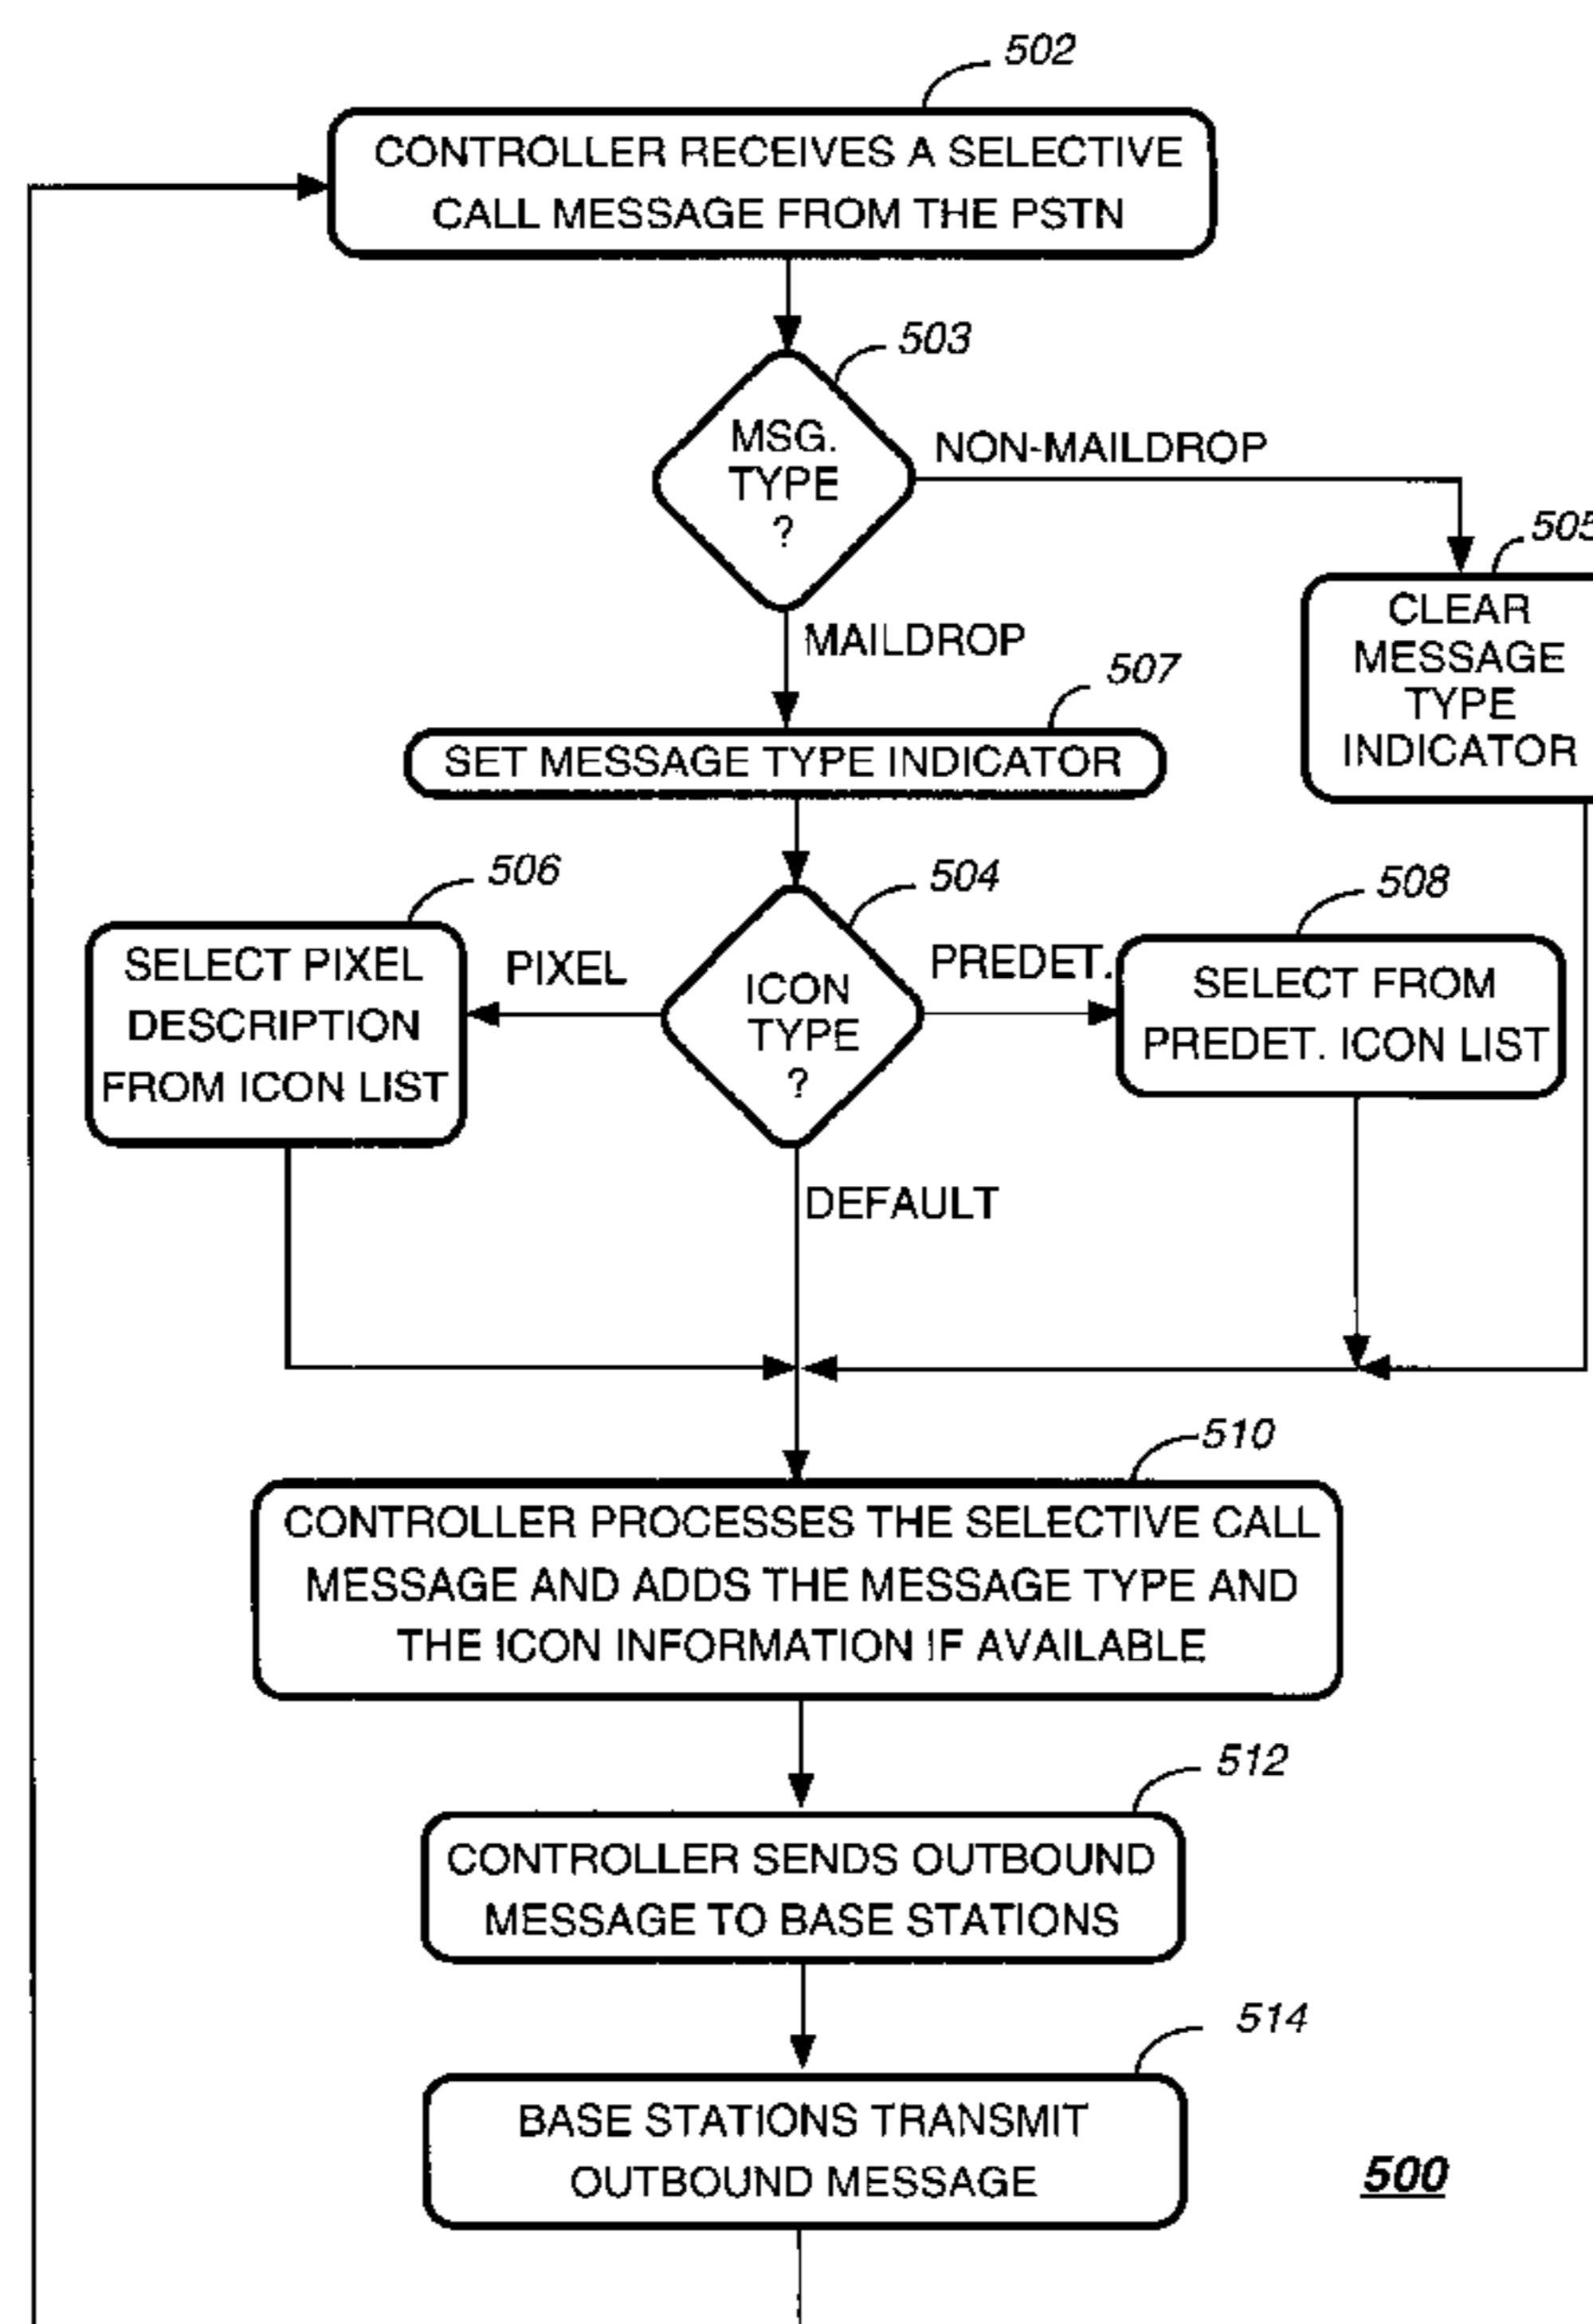 502
CONTROLLER RECEIVES A SELECTIVE
CALL MESSAGE FROM THE PSTN
503
MSG.
TYPE
?
NON-MAILDROP
505
CLEAR
MESSAGE
TYPE
INDICATOR
MAILDROP
507
SET MESSAGE TYPE INDICATOR
506
SELECT PIXEL
DESCRIPTION
FROM ICON LIST
PIXEL
504
ICON
TYPE
?
PREDET.
508
SELECT FROM
PREDET. ICON LIST
DEFAULT
510
CONTROLLER PROCESSES THE SELECTIVE CALL
MESSAGE AND ADDS THE MESSAGE TYPE AND
THE ICON INFORMATION IF AVAILABLE
512
CONTROLLER SENDS OUTBOUND
MESSAGE TO BASE STATIONS
514
BASE STATIONS TRANSMIT
OUTBOUND MESSAGE
500